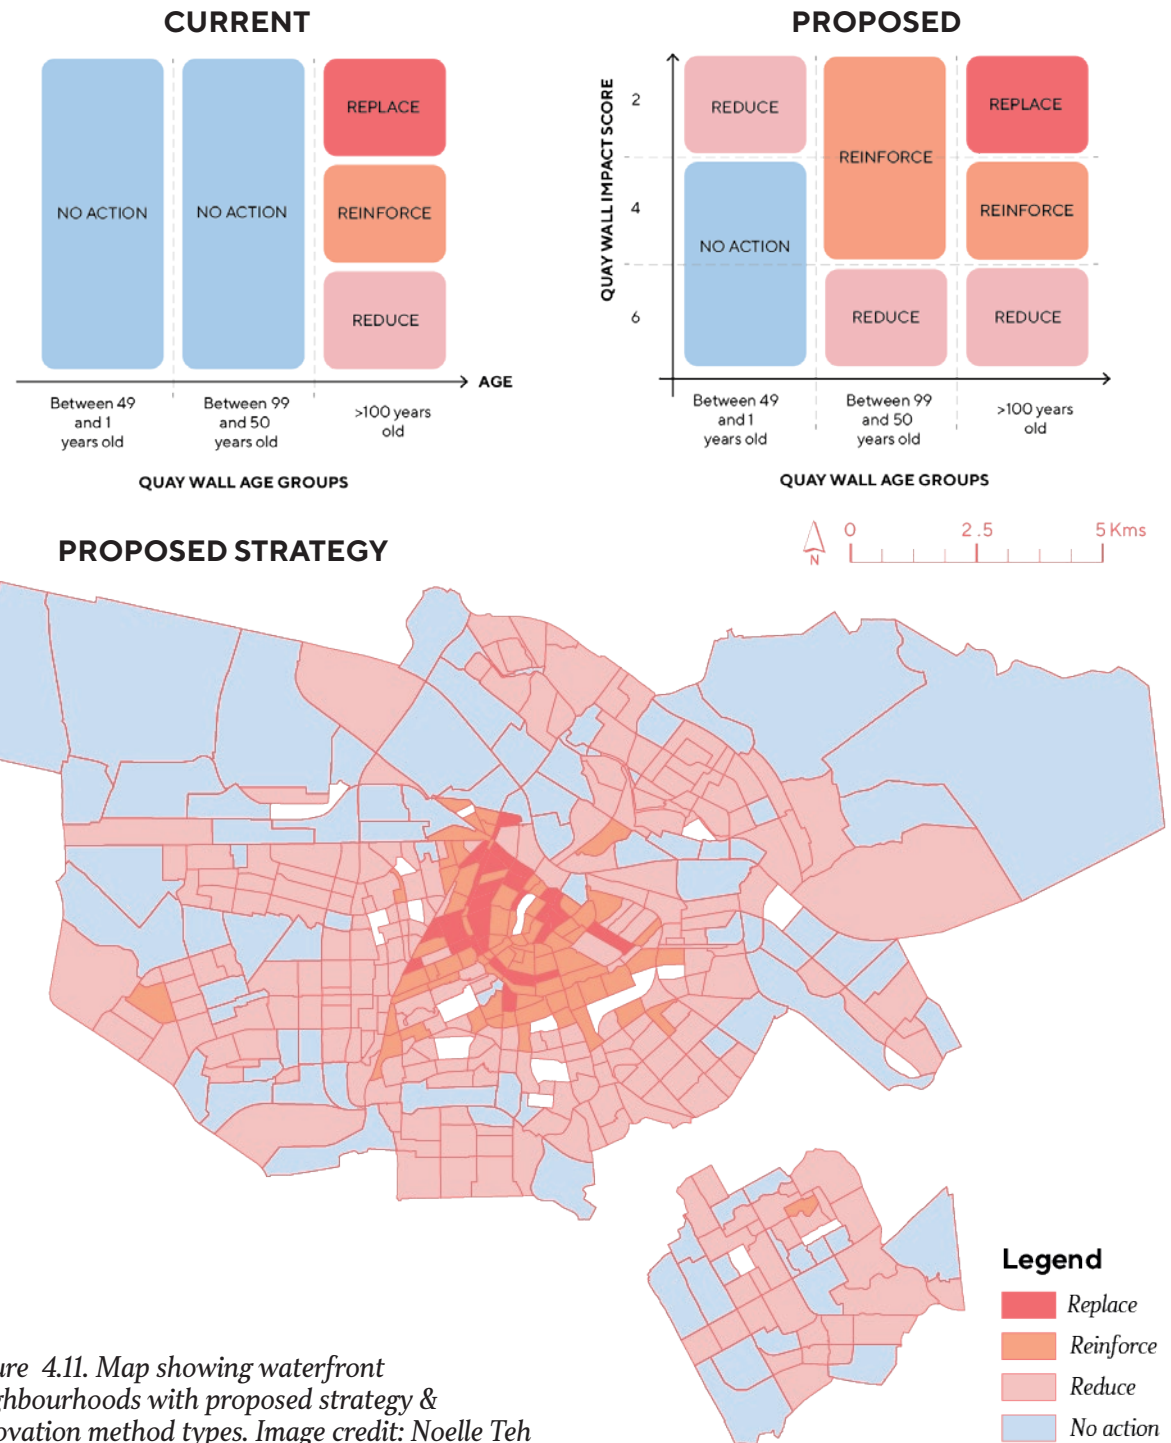 CURRENT
PROPOSED
NO ACTION
NO ACTION
REPLACE
REINFORCE
REDUCE
AGE
Between 49
and 1
years old
Between 99
and 50
years old
>100 years
old
QUAY WALL AGE GROUPS
QUAY WALL IMPACT SCORE
2
4
6
REDUCE
NO ACTION
REINFORCE
REDUCE
REPLACE
REINFORCE
REDUCE
Between 49
and 1
years old
Between 99
and 50
years old
>100 years
old
QUAY WALL AGE GROUPS
PROPOSED STRATEGY
N
0 2.5 5 Kms
Legend
Replace
Reinforce
Reduce
No action
ure 4.11. Map showing waterfront
ghbourhoods with proposed strategy &
ovation method types. Image credit: Noelle Teh